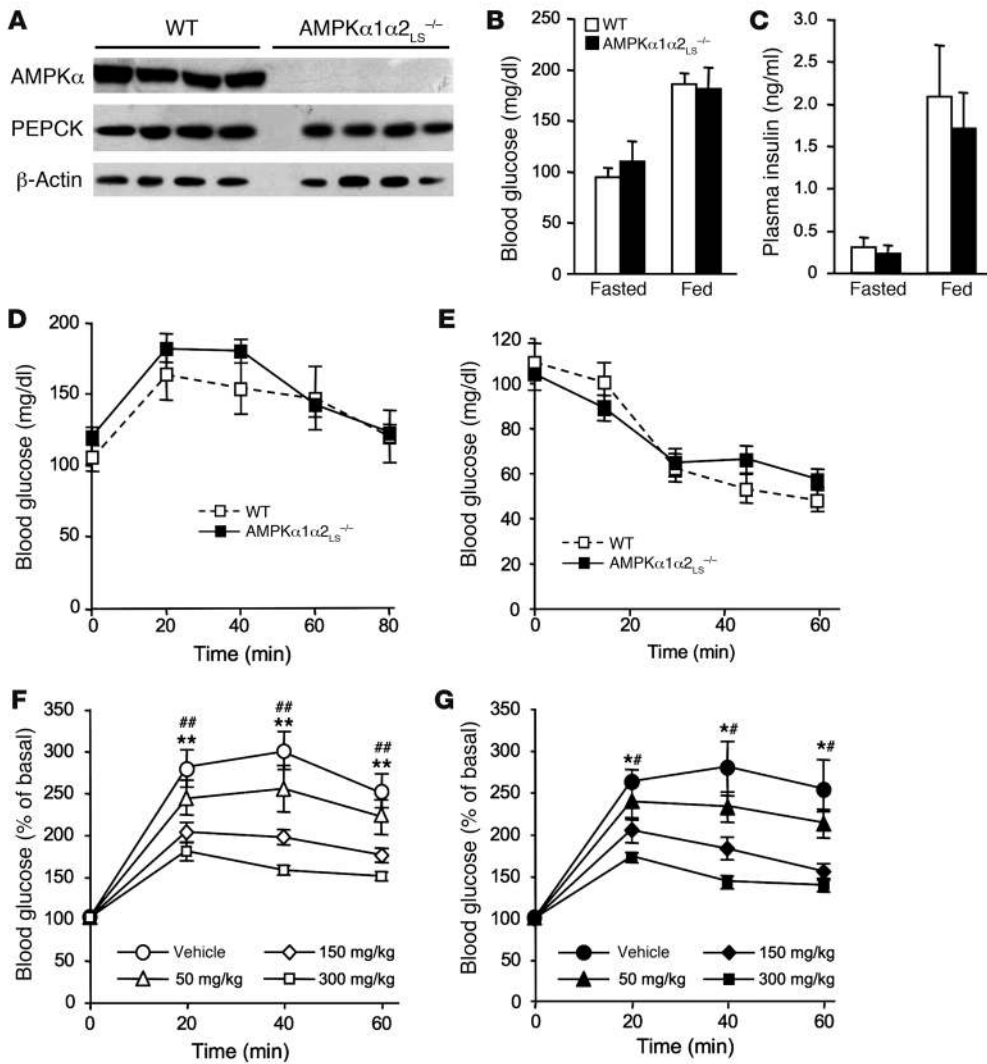 A
WT
AMPKα1α2LS−/−
AMPKα
PEPCK
β-Actin
B
WT
AMPKα1α2LS−/−
Blood glucose (mg/dl)
250
200
150
100
50
0
Fasted
Fed
C
Plasma insulin (ng/ml)
3.0
2.5
2.0
1.5
1.0
0.5
0
Fasted
Fed
D
Blood glucose (mg/dl)
200
150
100
50
0
WT
AMPKα1α2LS−/−
0 20 40 60 80
Time (min)
E
Blood glucose (mg/dl)
120
100
80
60
40
20
0
WT
AMPKα1α2LS−/−
0 20 40 60
Time (min)
F
Blood glucose (% of basal)
350
300
250
200
150
100
50
0
##
**
##
**
##
**
Vehicle
150 mg/kg
50 mg/kg
300 mg/kg
0 20 40 60
Time (min)
G
Blood glucose (% of basal)
350
300
250
200
150
100
50
0
*#
*#
*#
Vehicle
150 mg/kg
50 mg/kg
300 mg/kg
0 20 40 60
Time (min)